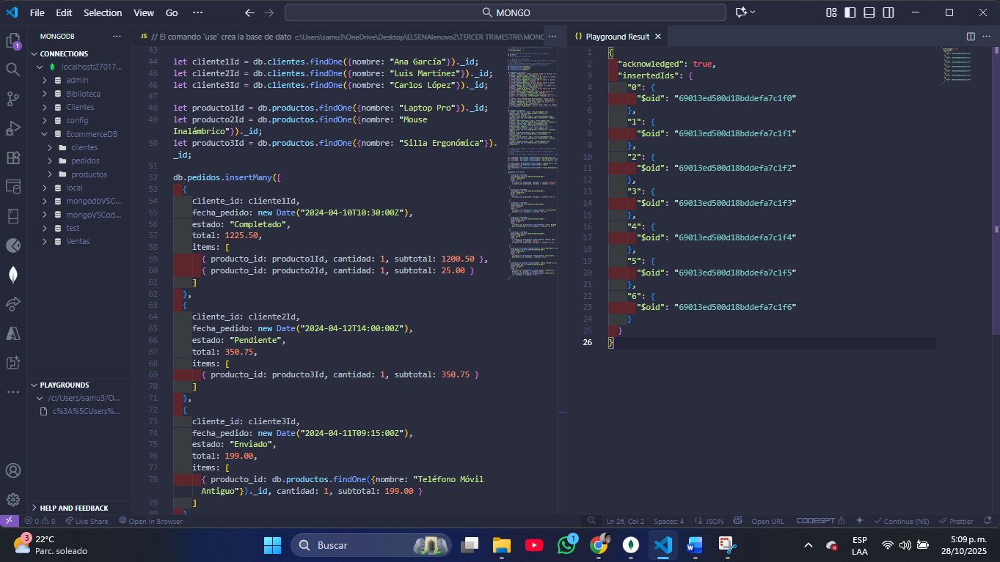 File Edit Selection View Go ··· MONGO
MONGODB ···
CONNECTIONS
localhost:27017...
admin
Biblioteca
Clientes
config
EcommerceDB
clientes
pedidos
productos
local
mongodbVSC...
mongoVSCod...
test
Ventas
PLAYGROUNDS
/c:/Users/samu3/O...
c%3A%5CUsers%...
HELP AND FEEDBACK
1
JS // El comando 'use' crea la base de dato c:\Users\samu3\OneDrive\Desktop\ELSENAlenovo2\TERCER TRIMESTRE\MONG ···
43
44 let cliente1Id = db.clientes.findOne({nombre: "Ana García"})._id;
45 let cliente2Id = db.clientes.findOne({nombre: "Luis Martínez"})._id;
46 let cliente3Id = db.clientes.findOne({nombre: "Carlos López"})._id;
47
48 let producto1Id = db.productos.findOne({nombre: "Laptop Pro"})._id;
49 let producto2Id = db.productos.findOne({nombre: "Mouse
Inalámbrico"})._id;
50 let producto3Id = db.productos.findOne({nombre: "Silla Ergonómica"}).
_id;
51
52 db.pedidos.insertMany([
53 {
54 cliente_id: cliente1Id,
55 fecha_pedido: new Date("2024-04-10T10:30:00Z"),
56 estado: "Completado",
57 total: 1225.50,
58 items: [
59 { producto_id: producto1Id, cantidad: 1, subtotal: 1200.50 },
60 { producto_id: producto2Id, cantidad: 1, subtotal: 25.00 }
61 ]
62 },
63 {
64 cliente_id: cliente2Id,
65 fecha_pedido: new Date("2024-04-12T14:00:00Z"),
66 estado: "Pendiente",
67 total: 350.75,
68 items: [
69 { producto_id: producto3Id, cantidad: 1, subtotal: 350.75 }
70 ]
71 },
72 {
73 cliente_id: cliente3Id,
74 fecha_pedido: new Date("2024-04-11T09:15:00Z"),
75 estado: "Enviado",
76 total: 199.00,
77 items: [
78 { producto_id: db.productos.findOne({nombre: "Teléfono Móvil
Antiguo"})._id, cantidad: 1, subtotal: 199.00 }
79 ]
80 }
{} Playground Result ···
1 {
2 "acknowledged": true,
3 "insertedIds": {
4 "0": {
5 "$oid": "69013ed500d18bddefa7c1f0"
6 },
7 "1": {
8 "$oid": "69013ed500d18bddefa7c1f1"
9 },
10 "2": {
11 "$oid": "69013ed500d18bddefa7c1f2"
12 },
13 "3": {
14 "$oid": "69013ed500d18bddefa7c1f3"
15 },
16 "4": {
17 "$oid": "69013ed500d18bddefa7c1f4"
18 },
19 "5": {
20 "$oid": "69013ed500d18bddefa7c1f5"
21 },
22 "6": {
23 "$oid": "69013ed500d18bddefa7c1f6"
24 }
25 }
26 }
0 0 Live Share Open In Browser Ln 26, Col 2 Spaces: 4 {} JSON Open URL CODEGPT Continue (NE) Prettier
3 22°C
Parc. soleado
Buscar
1
ESP
LAA
5:09 p. m.
28/10/2025